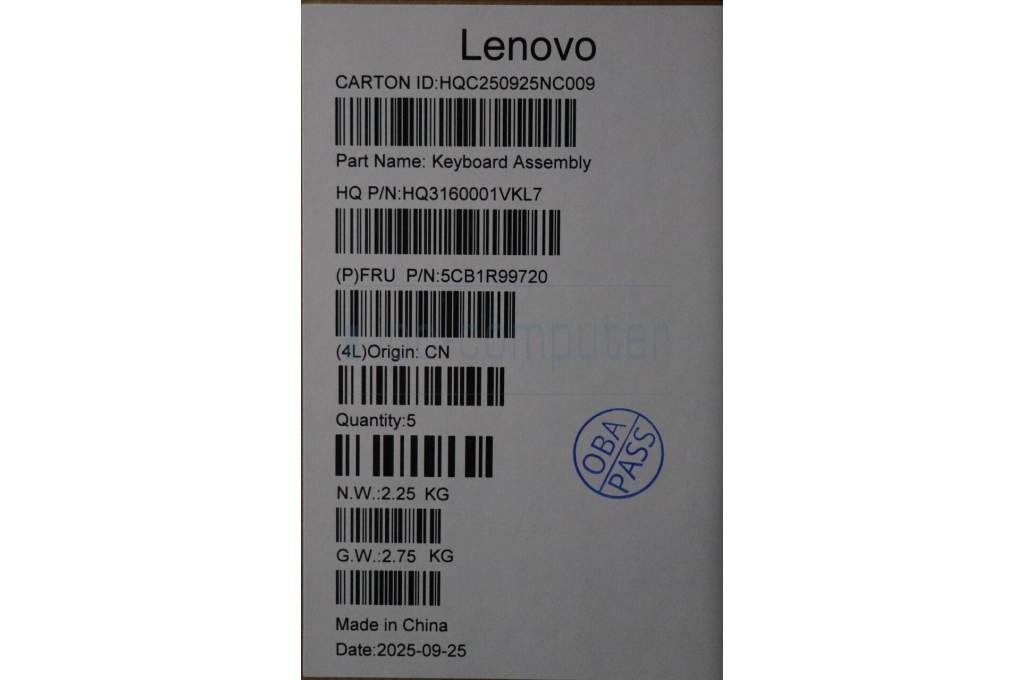 Lenovo
CARTON ID:HQC250925NC009
Part Name: Keyboard Assembly
HQ P/N:HQ3160001VKL7
(P)FRU P/N:5CB1R99720
computer
(4L)Origin: CN
Quantity:5
OBA
PASS
N.W.:2.25 KG
G.W.:2.75 KG
Made in China
Date:2025-09-25